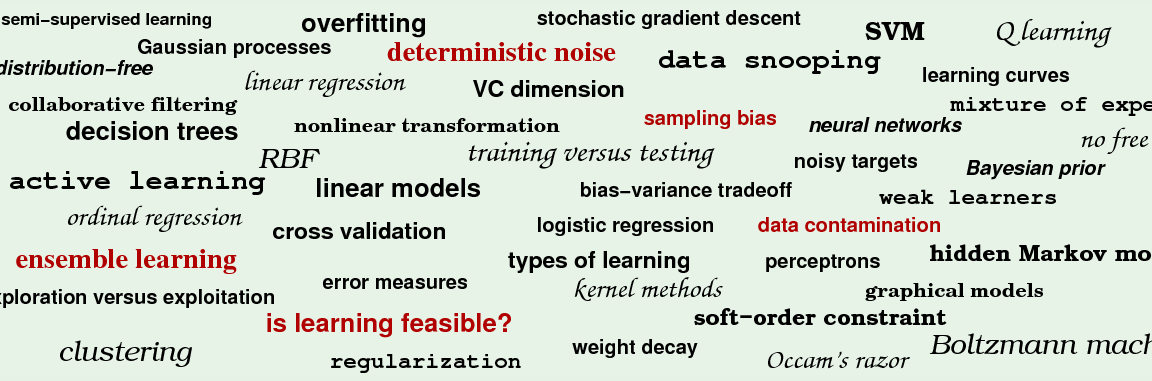 semi-supervised learning
overfitting
stochastic gradient descent
SVM
Q learning
Gaussian processes
deterministic noise
data snooping
distribution-free
linear regression
VC dimension
learning curves
collaborative filtering
mixture of expe
decision trees
nonlinear transformation
sampling bias
neural networks
no free
RBF
training versus testing
noisy targets
Bayesian prior
active learning
linear models
bias-variance tradeoff
weak learners
ordinal regression
cross validation
logistic regression
data contamination
ensemble learning
types of learning
perceptrons
hidden Markov mo
error measures
kernel methods
graphical models
ploration versus exploitation
is learning feasible?
soft-order constraint
clustering
regularization
weight decay
Occam's razor
Boltzmann mach